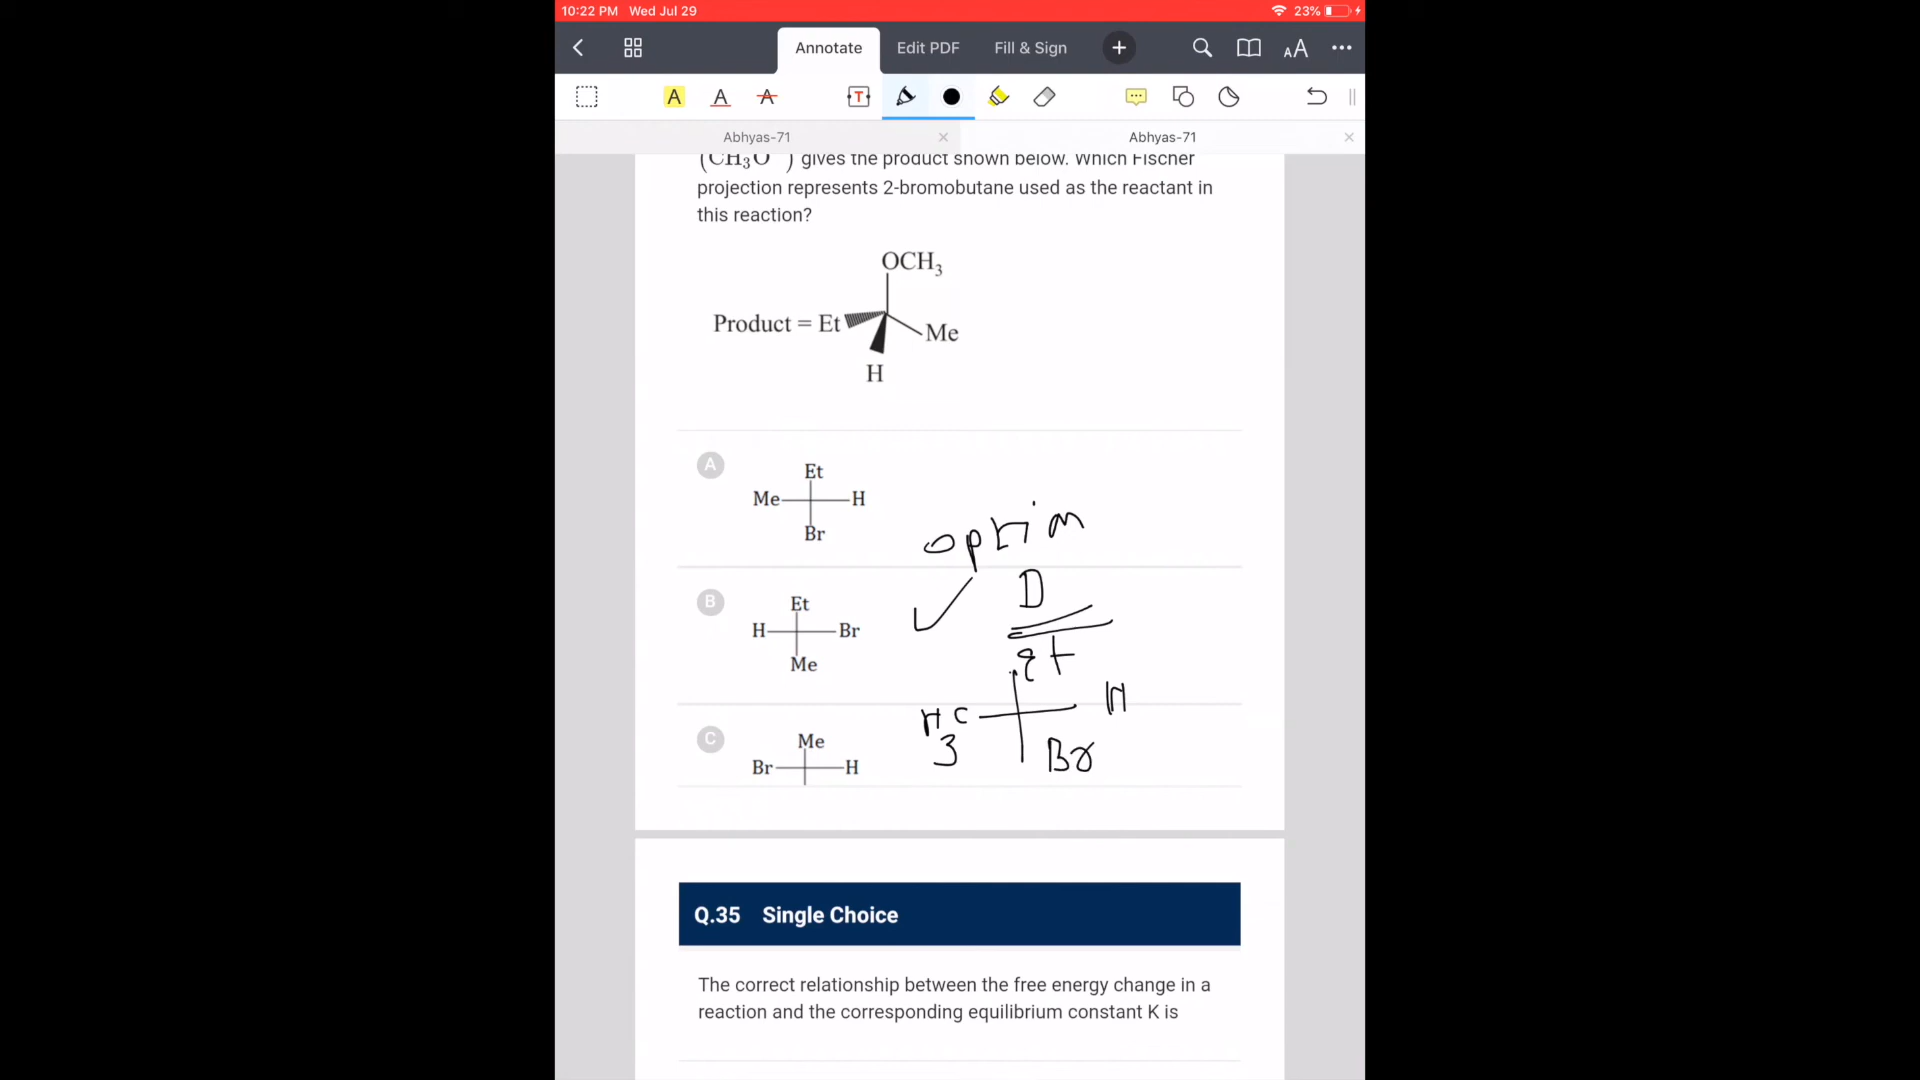 10:22 PM Wed Jul 29
23%
Annotate
Edit PDF
Fill & Sign
AA
A A A T
Abhyas-71
Abhyas-71
(CH3O ) gives the product shown below. Which Fischer
projection represents 2-bromobutane used as the reactant in
this reaction?
OCH3
Product = Et
Me
H
A
Et
Me H
Br
option
D
B
Et
H Br
Me
et
H3C H
Br
C
Me
Br H
Q.35 Single Choice
The correct relationship between the free energy change in a
reaction and the corresponding equilibrium constant K is